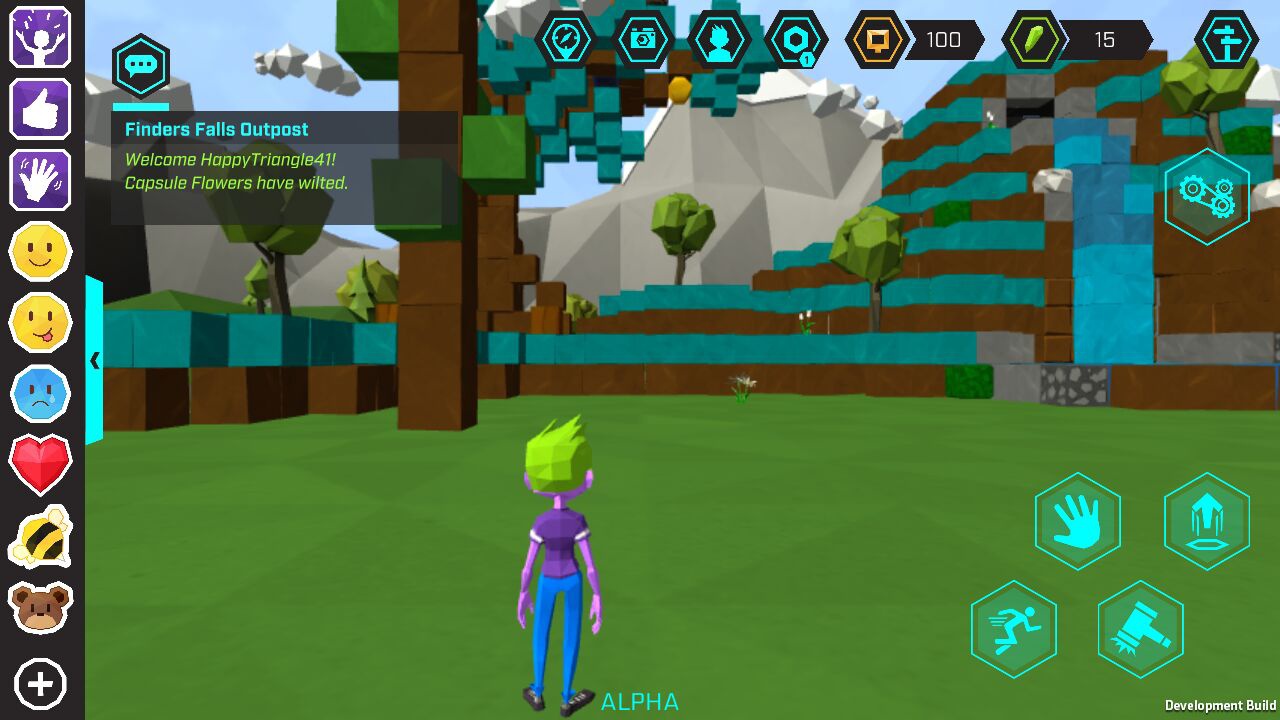 100
15
1
Finders Falls Outpost
Welcome HappyTriangle41!
Capsule Flowers have wilted.
ALPHA
Development Build